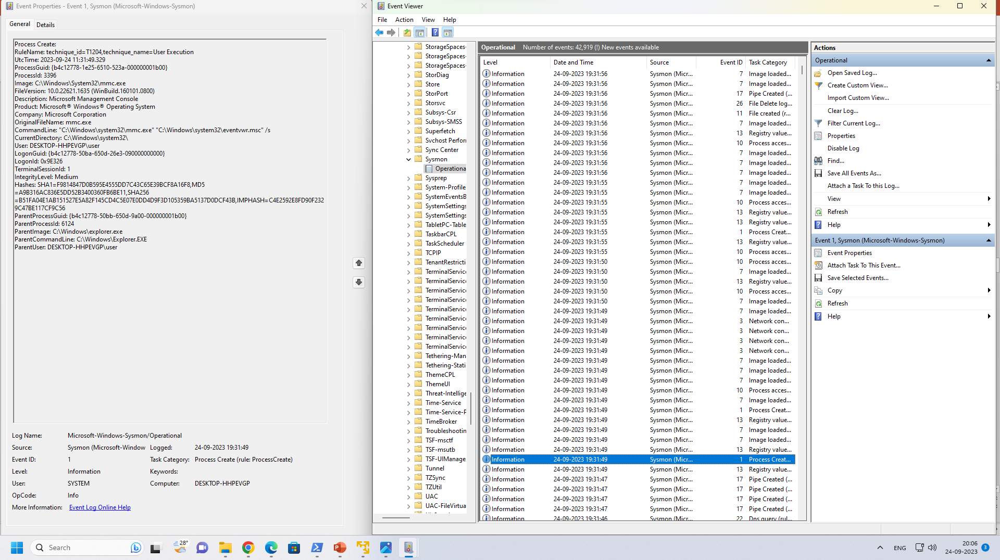 Event Properties - Event 1, Sysmon (Microsoft-Windows-Sysmon)
General
Details
Process Create:
RuleName: technique_id=T1204,technique_name=User Execution
UtcTime: 2023-09-24 11:31:49.329
ProcessGuid: {b4c12778-1e25-6510-523a-000000001b00}
ProcessId: 3396
Image: C:\Windows\System32\mmc.exe
FileVersion: 10.0.22621.1635 (WinBuild.160101.0800)
Description: Microsoft Management Console
Product: Microsoft® Windows® Operating System
Company: Microsoft Corporation
OriginalFileName: mmc.exe
CommandLine: "C:\Windows\system32\mmc.exe" "C:\Windows\system32\eventvwr.msc" /s
CurrentDirectory: C:\Windows\system32\
User: DESKTOP-HHPEVGP\user
LogonGuid: {b4c12778-50ba-650d-26e3-090000000000}
LogonId: 0x9E326
TerminalSessionId: 1
IntegrityLevel: Medium
Hashes: SHA1=F9814847D0B595E4555DD7C43C65E39BCF8A16F8,MD5
=A9B316AC836E5DD52B3400360FB6BE11,SHA256
=B51FA04E1AB151527E5A82F145CD4C5E07E0DD4D9F3D105359BA5137D0DCF43B,IMPHASH=C4E2592E8FD90F232
9C47BE117CF9C56
ParentProcessGuid: {b4c12778-50bb-650d-9a00-000000001b00}
ParentProcessId: 6124
ParentImage: C:\Windows\explorer.exe
ParentCommandLine: C:\Windows\Explorer.EXE
ParentUser: DESKTOP-HHPEVGP\user
Log Name: Microsoft-Windows-Sysmon/Operational
Source: Sysmon (Microsoft-Window Logged: 24-09-2023 19:31:49
Event ID: 1 Task Category: Process Create (rule: ProcessCreate)
Level: Information Keywords:
User: SYSTEM Computer: DESKTOP-HHPEVGP
OpCode: Info
More Information: Event Log Online Help
Event Viewer
File Action View Help
StorageSpaces-
StorageSpaces-
StorageSpaces-
StorDiag
Store
StorPort
Storsvc
Subsys-Csr
Subsys-SMSS
Superfetch
Svchost Perfor
Sync Center
Sysmon
Operationa
Sysprep
System-Profile
SystemEventsB
SystemSettings
SystemSettings
TabletPC-Table
TaskbarCPL
TaskScheduler
TCPIP
TenantRestricti
TerminalService
TerminalService
TerminalService
TerminalService
TerminalService
TerminalService
TerminalService
TerminalService
TerminalService
Tethering-Man
Tethering-Stati
ThemeCPL
ThemeUI
Threat-Intellige
Time-Service
Time-Service-P
TimeBroker
Troubleshootin
TSF-msctf
TSF-msutb
TSF-UIManage
Tunnel
TZSync
TZUtil
UAC
UAC-FileVirtua
Operational Number of events: 42,919 (!) New events available
Level Date and Time Source Event ID Task Category
Information 24-09-2023 19:31:56 Sysmon (Micr... 7 Image loaded...
Information 24-09-2023 19:31:56 Sysmon (Micr... 7 Image loaded...
Information 24-09-2023 19:31:56 Sysmon (Micr... 17 Pipe Created (...
Information 24-09-2023 19:31:56 Sysmon (Micr... 26 File Delete log...
Information 24-09-2023 19:31:56 Sysmon (Micr... 11 File created (r...
Information 24-09-2023 19:31:56 Sysmon (Micr... 7 Image loaded...
Information 24-09-2023 19:31:56 Sysmon (Micr... 13 Registry value...
Information 24-09-2023 19:31:56 Sysmon (Micr... 10 Process acces...
Information 24-09-2023 19:31:56 Sysmon (Micr... 7 Image loaded...
Information 24-09-2023 19:31:56 Sysmon (Micr... 7 Image loaded...
Information 24-09-2023 19:31:56 Sysmon (Micr... 7 Image loaded...
Information 24-09-2023 19:31:55 Sysmon (Micr... 7 Image loaded...
Information 24-09-2023 19:31:55 Sysmon (Micr... 7 Image loaded...
Information 24-09-2023 19:31:55 Sysmon (Micr... 10 Process acces...
Information 24-09-2023 19:31:55 Sysmon (Micr... 13 Registry value...
Information 24-09-2023 19:31:55 Sysmon (Micr... 13 Registry value...
Information 24-09-2023 19:31:55 Sysmon (Micr... 1 Process Creat...
Information 24-09-2023 19:31:55 Sysmon (Micr... 13 Registry value...
Information 24-09-2023 19:31:55 Sysmon (Micr... 10 Process acces...
Information 24-09-2023 19:31:50 Sysmon (Micr... 10 Process acces...
Information 24-09-2023 19:31:50 Sysmon (Micr... 7 Image loaded...
Information 24-09-2023 19:31:50 Sysmon (Micr... 13 Registry value...
Information 24-09-2023 19:31:50 Sysmon (Micr... 10 Process acces...
Information 24-09-2023 19:31:50 Sysmon (Micr... 7 Image loaded...
Information 24-09-2023 19:31:49 Sysmon (Micr... 7 Image loaded...
Information 24-09-2023 19:31:49 Sysmon (Micr... 3 Network con...
Information 24-09-2023 19:31:49 Sysmon (Micr... 3 Network con...
Information 24-09-2023 19:31:49 Sysmon (Micr... 3 Network con...
Information 24-09-2023 19:31:49 Sysmon (Micr... 3 Network con...
Information 24-09-2023 19:31:49 Sysmon (Micr... 7 Image loaded...
Information 24-09-2023 19:31:49 Sysmon (Micr... 7 Image loaded...
Information 24-09-2023 19:31:49 Sysmon (Micr... 7 Image loaded...
Information 24-09-2023 19:31:49 Sysmon (Micr... 10 Process acces...
Information 24-09-2023 19:31:49 Sysmon (Micr... 7 Image loaded...
Information 24-09-2023 19:31:49 Sysmon (Micr... 1 Process Creat...
Information 24-09-2023 19:31:49 Sysmon (Micr... 13 Registry value...
Information 24-09-2023 19:31:49 Sysmon (Micr... 7 Image loaded...
Information 24-09-2023 19:31:49 Sysmon (Micr... 7 Image loaded...
Information 24-09-2023 19:31:49 Sysmon (Micr... 13 Registry value...
Information 24-09-2023 19:31:49 Sysmon (Micr... 1 Process Creat...
Information 24-09-2023 19:31:49 Sysmon (Micr... 13 Registry value...
Information 24-09-2023 19:31:47 Sysmon (Micr... 17 Pipe Created (...
Information 24-09-2023 19:31:47 Sysmon (Micr... 17 Pipe Created (...
Information 24-09-2023 19:31:47 Sysmon (Micr... 17 Pipe Created (...
Information 24-09-2023 19:31:47 Sysmon (Micr... 17 Pipe Created (...
Information 24-09-2023 19:31:46 Sysmon (Micr... 22 Dns query (rul...
Actions
Operational
Open Saved Log...
Create Custom View...
Import Custom View...
Clear Log...
Filter Current Log...
Properties
Disable Log
Find...
Save All Events As...
Attach a Task To this Log...
View
Refresh
Help
Event 1, Sysmon (Microsoft-Windows-Sysmon)
Event Properties
Attach Task To This Event...
Save Selected Events...
Copy
Refresh
Help
Search
28°
ENG
20:06
24-09-2023
3